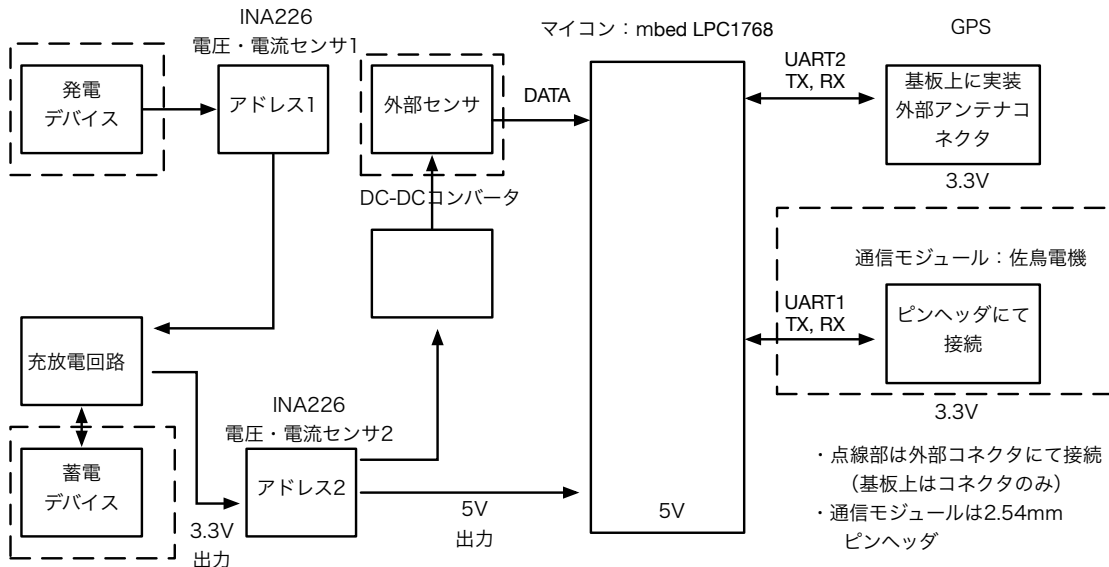 INA226
電圧・電流センサ1
マイコン：mbed LPC1768
GPS
発電
デバイス
アドレス1
外部センサ
DATA
UART2
TX, RX
基板上に実装
外部アンテナコ
ネクタ
3.3V
DC-DCコンバータ
通信モジュール：佐鳥電機
UART1
TX, RX
ピンヘッダにて
接続
3.3V
充放電回路
INA226
電圧・電流センサ2
蓄電
デバイス
アドレス2
3.3V
出力
5V
出力
5V
・点線部は外部コネクタにて接続
（基板上はコネクタのみ）
・通信モジュールは2.54mm
ピンヘッダ